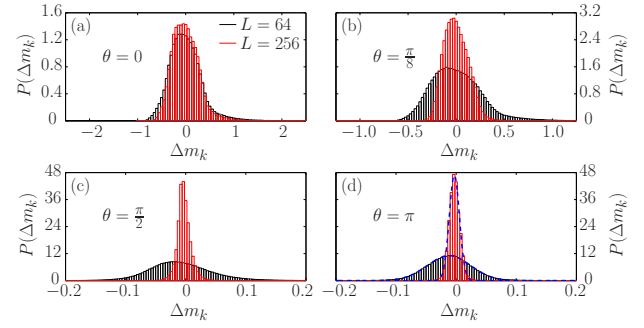 (a)
L = 64
L = 256
θ = 0
P(Δm_k)
1.6
1.2
0.8
0.4
0
−2
−1
0
1
2
Δm_k
(b)
θ = π/8
P(Δm_k)
3.2
2.4
1.6
0.8
0
−1.0
−0.5
0
0.5
1.0
Δm_k
(c)
θ = π/2
P(Δm_k)
48
36
24
12
0
−0.2
−0.1
0
0.1
0.2
Δm_k
(d)
θ = π
P(Δm_k)
48
36
24
12
0
−0.2
−0.1
0
0.1
0.2
Δm_k